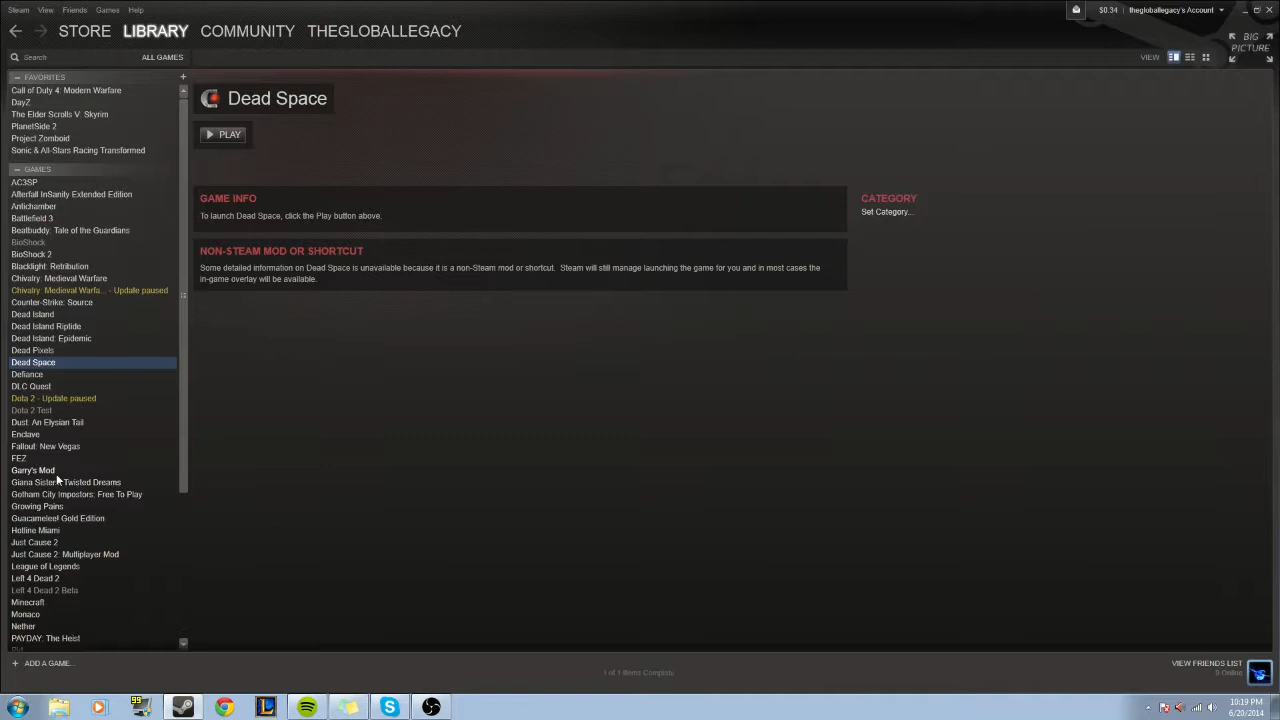 Steam View Friends Games Help
$0.34 thegloballegacy's Account
STORE LIBRARY COMMUNITY THEGLOBALLEGACY
BIG PICTURE
Search ALL GAMES
VIEW
FAVORITES
Call of Duty 4: Modern Warfare
DayZ
The Elder Scrolls V: Skyrim
PlanetSide 2
Project Zomboid
Sonic & All-Stars Racing Transformed
GAMES
AC3SP
Afterfall InSanity Extended Edition
Antichamber
Battlefield 3
Beatbuddy: Tale of the Guardians
BioShock
BioShock 2
Blacklight: Retribution
Chivalry: Medieval Warfare
Chivalry: Medieval Warfa... - Update paused
Counter-Strike: Source
Dead Island
Dead Island Riptide
Dead Island: Epidemic
Dead Pixels
Dead Space
Defiance
DLC Quest
Dota 2 - Update paused
Dota 2 Test
Dust: An Elysian Tail
Enclave
Fallout: New Vegas
FEZ
Garry's Mod
Giana Sisters: Twisted Dreams
Gotham City Impostors: Free To Play
Growing Pains
Guacamelee! Gold Edition
Hotline Miami
Just Cause 2
Just Cause 2: Multiplayer Mod
League of Legends
Left 4 Dead 2
Left 4 Dead 2 Beta
Minecraft
Monaco
Nether
PAYDAY: The Heist
Dead Space
PLAY
GAME INFO
To launch Dead Space, click the Play button above.
NON-STEAM MOD OR SHORTCUT
Some detailed information on Dead Space is unavailable because it is a non-Steam mod or shortcut. Steam will still manage launching the game for you and in most cases the
in-game overlay will be available.
CATEGORY
Set Category...
ADD A GAME...
1 of 1 Items Complete
VIEW FRIENDS LIST
0 Online
99
10:19 PM
6/20/2014